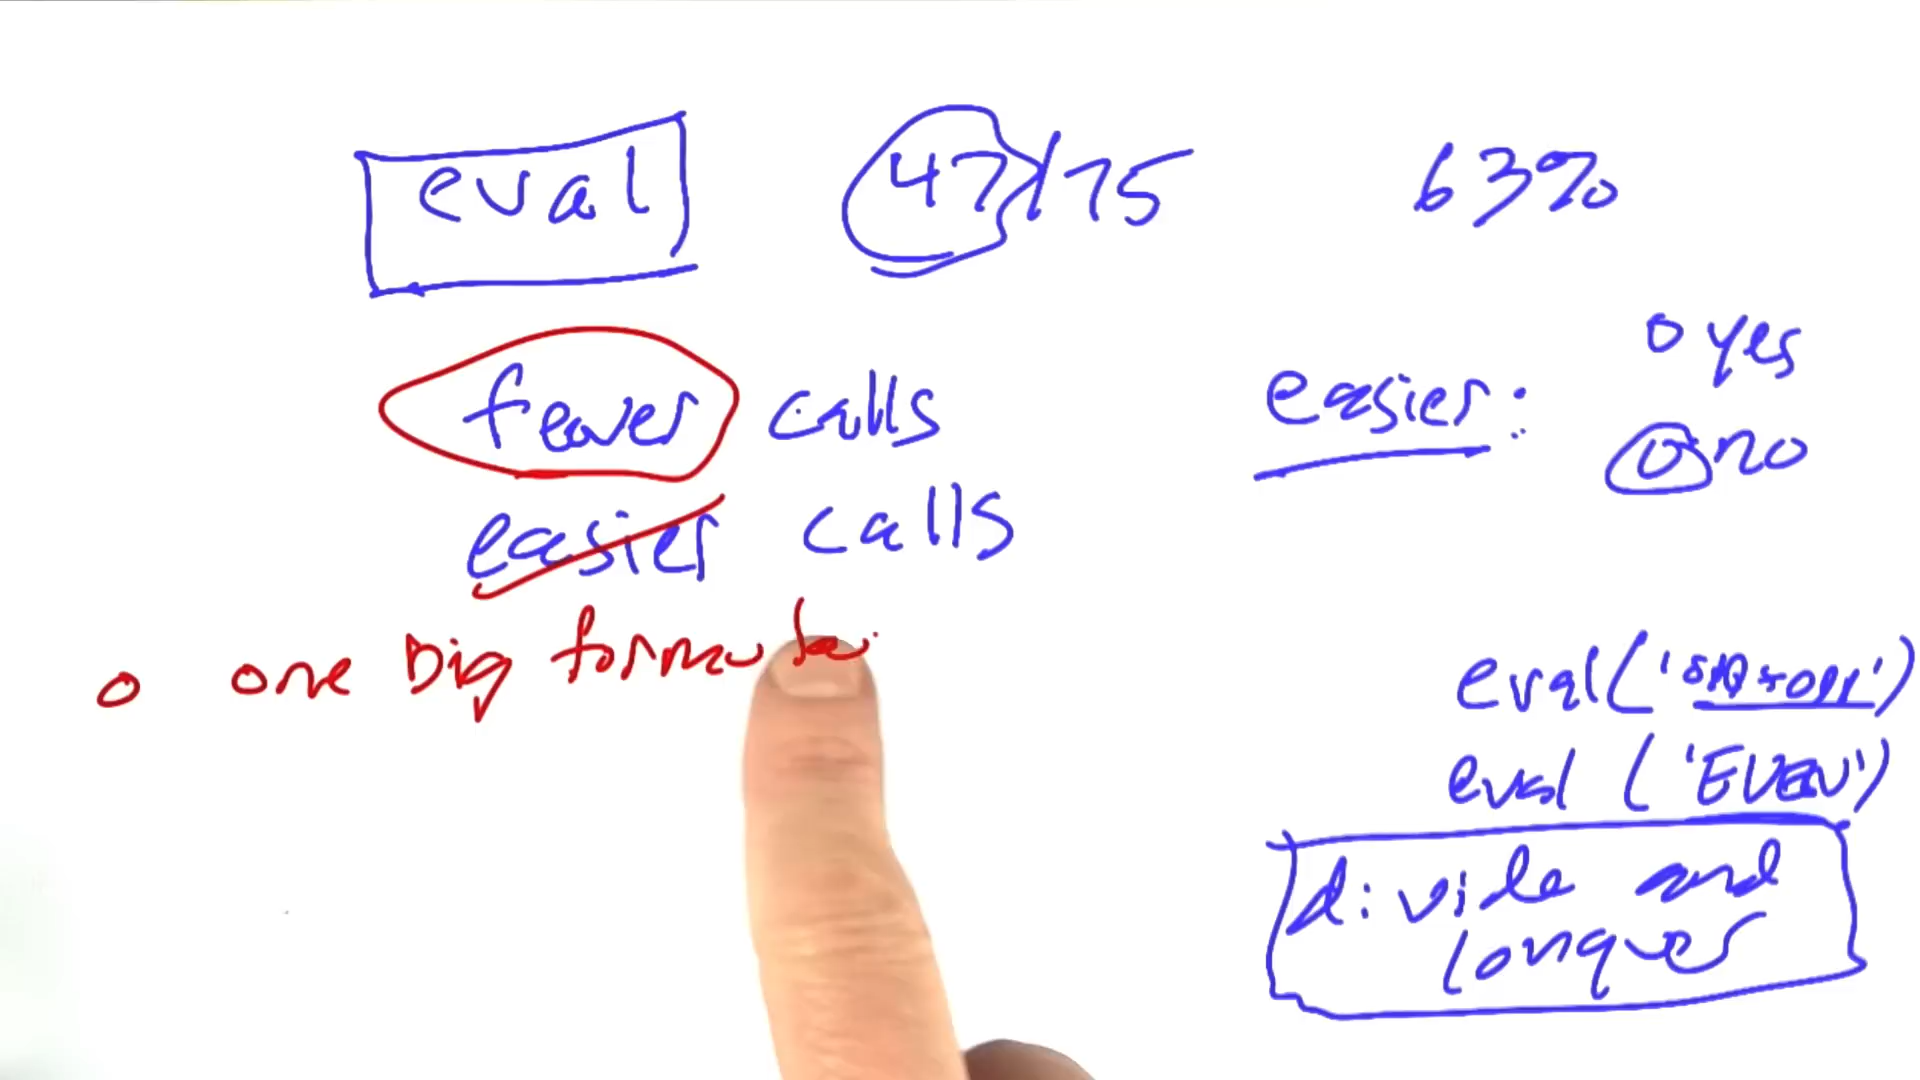 eval 47/75 63%
fewer calls
easier calls
easier:
o yes
o no
o one Big formula
eval('
eval('EVEN')
divide and
conquer